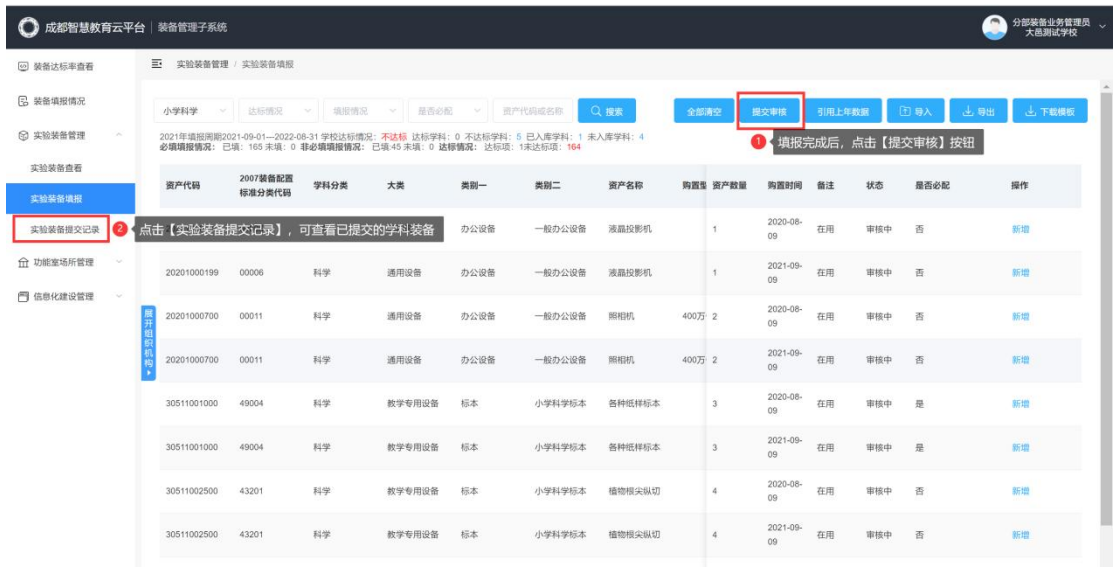 成都智慧教育云平台 | 装备管理子系统
分部装备业务管理员
大邑测试学校
装备达标率查看
装备填报情况
实验装备管理
实验装备查看
实验装备填报
实验装备提交记录
功能室场所管理
信息化建设管理
实验装备管理 / 实验装备填报
小学科学 达标情况 填报情况 是否必配 资产代码或名称 搜索 全部清空 提交审核 引用上年数据 导入 导出 下载模板
2021年填报周期2021-09-01—2022-08-31 学校达标情况: 不达标 达标学科: 0 不达标学科: 5 已入库学科: 1 未入库学科: 4
必填填报情况: 已填: 165 未填: 0 非必填填报情况: 已填:45 未填: 0 达标情况: 达标项: 1未达标项: 164
1 填报完成后，点击【提交审核】按钮
资产代码 2007装备配置标准分类代码 学科分类 大类 类别一 类别二 资产名称 购置型 资产数量 购置时间 备注 状态 是否必配 操作
2 点击【实验装备提交记录】，可查看已提交的学科装备
办公设备 一般办公设备 液晶投影机 1 2020-08-09 在用 审核中 否 新增
20201000199 00006 科学 通用设备 办公设备 一般办公设备 液晶投影机 1 2021-09-09 在用 审核中 否 新增
20201000700 00011 科学 通用设备 办公设备 一般办公设备 照相机 400万 2 2020-08-09 在用 审核中 否 新增
20201000700 00011 科学 通用设备 办公设备 一般办公设备 照相机 400万 2 2021-09-09 在用 审核中 否 新增
30511001000 49004 科学 教学专用设备 标本 小学科学标本 各种纸样标本 3 2020-08-09 在用 审核中 是 新增
30511001000 49004 科学 教学专用设备 标本 小学科学标本 各种纸样标本 3 2021-09-09 在用 审核中 是 新增
30511002500 43201 科学 教学专用设备 标本 小学科学标本 植物根尖纵切 4 2020-08-09 在用 审核中 否 新增
30511002500 43201 科学 教学专用设备 标本 小学科学标本 植物根尖纵切 4 2021-09-09 在用 审核中 否 新增
展开组织机构